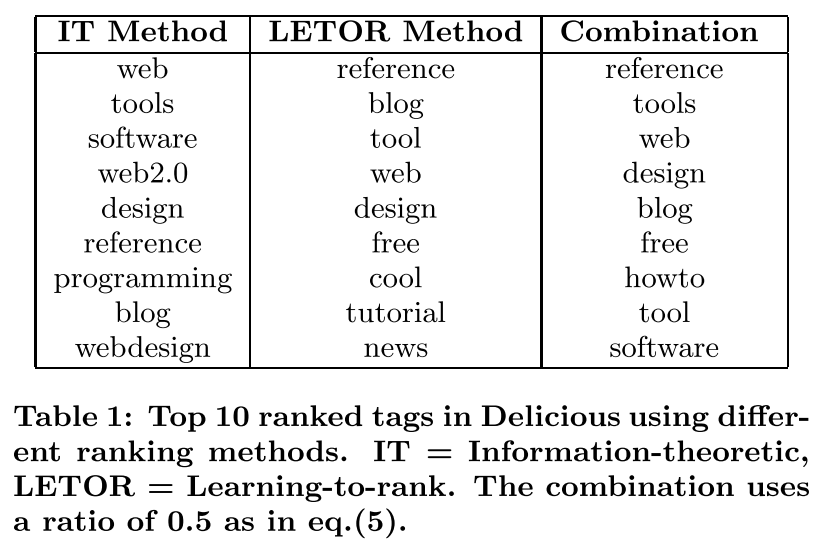 IT Method LETOR Method Combination
web reference reference
tools blog tools
software tool web
web2.0 web design
design design blog
reference free free
programming cool howto
blog tutorial tool
webdesign news software
Table 1: Top 10 ranked tags in Delicious using differ-
ent ranking methods. IT = Information-theoretic,
LETOR = Learning-to-rank. The combination uses
a ratio of 0.5 as in eq.(5).